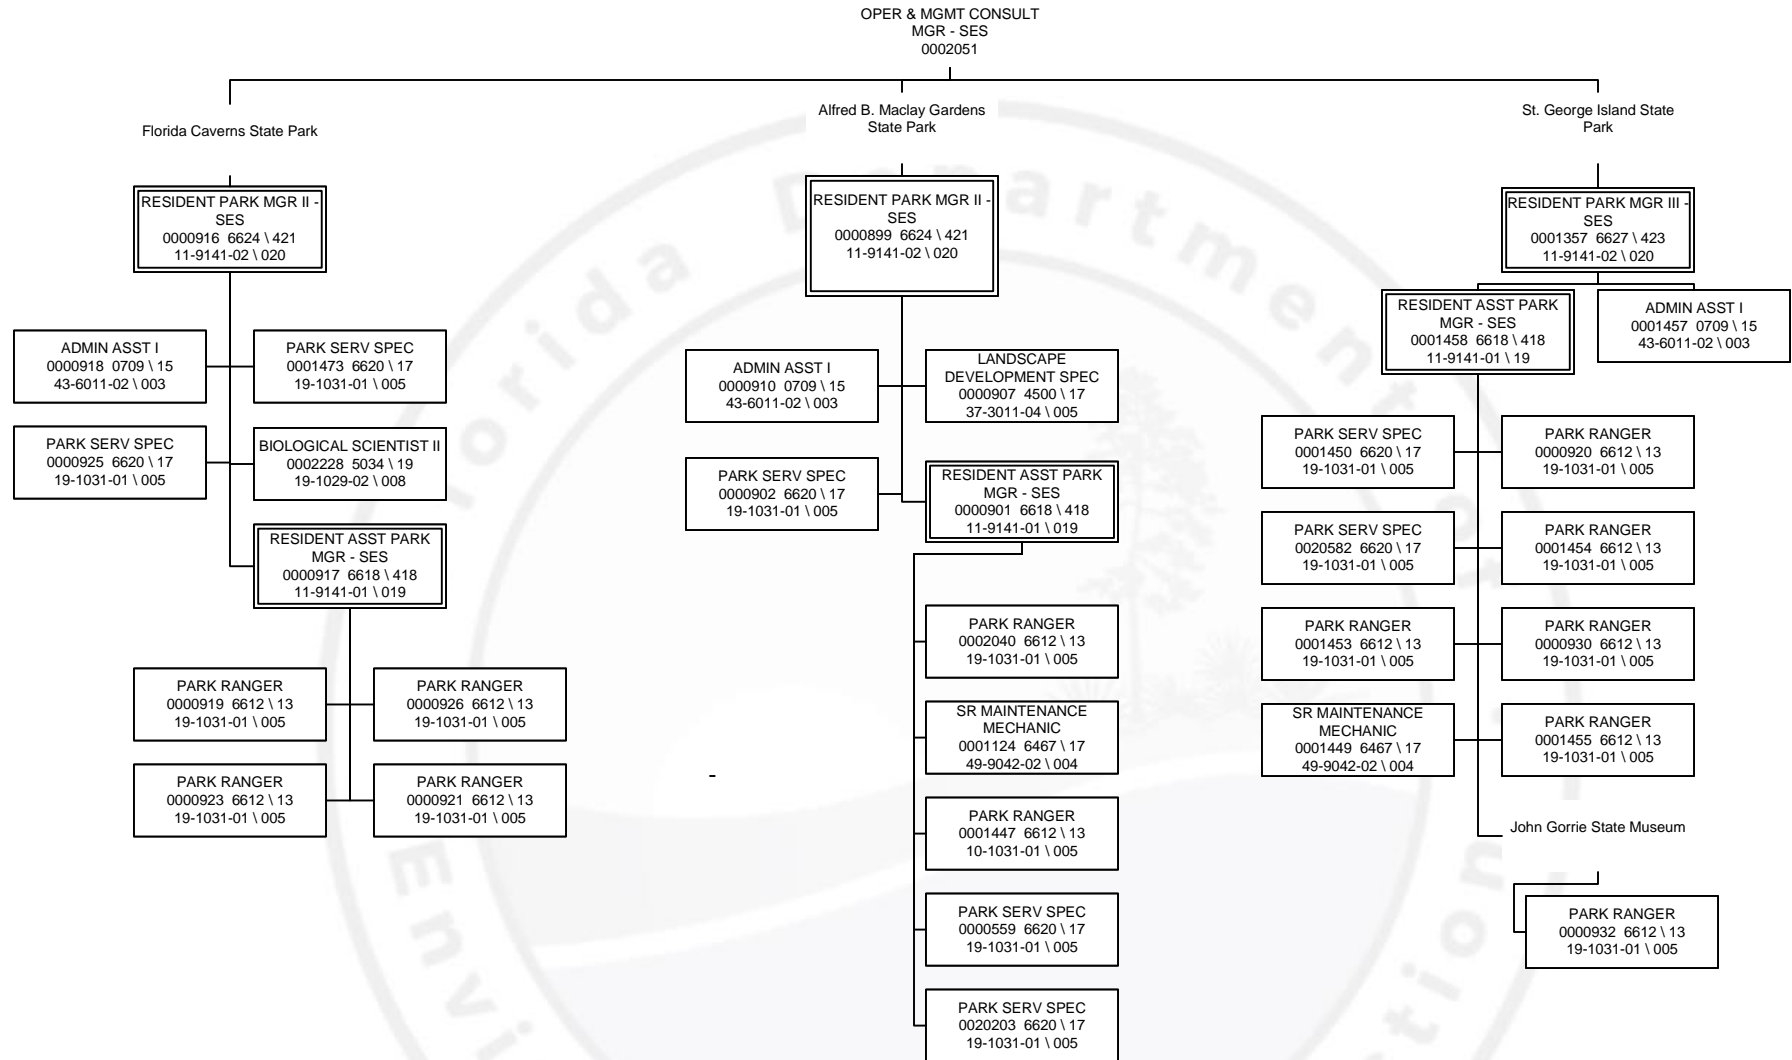 OPER & MGMT CONSULT
MGR - SES
0002051
Florida Caverns State Park
RESIDENT PARK MGR II -
SES
0000916 6624 \ 421
11-9141-02 \ 020
ADMIN ASST I
0000918 0709 \ 15
43-6011-02 \ 003
PARK SERV SPEC
0001473 6620 \ 17
19-1031-01 \ 005
PARK SERV SPEC
0000925 6620 \ 17
19-1031-01 \ 005
BIOLOGICAL SCIENTIST II
0002228 5034 \ 19
19-1029-02 \ 008
RESIDENT ASST PARK
MGR - SES
0000917 6618 \ 418
11-9141-01 \ 019
PARK RANGER
0000919 6612 \ 13
19-1031-01 \ 005
PARK RANGER
0000926 6612 \ 13
19-1031-01 \ 005
PARK RANGER
0000923 6612 \ 13
19-1031-01 \ 005
PARK RANGER
0000921 6612 \ 13
19-1031-01 \ 005
Alfred B. Maclay Gardens
State Park
RESIDENT PARK MGR II -
SES
0000899 6624 \ 421
11-9141-02 \ 020
ADMIN ASST I
0000910 0709 \ 15
43-6011-02 \ 003
LANDSCAPE
DEVELOPMENT SPEC
0000907 4500 \ 17
37-3011-04 \ 005
PARK SERV SPEC
0000902 6620 \ 17
19-1031-01 \ 005
RESIDENT ASST PARK
MGR - SES
0000901 6618 \ 418
11-9141-01 \ 019
PARK RANGER
0002040 6612 \ 13
19-1031-01 \ 005
SR MAINTENANCE
MECHANIC
0001124 6467 \ 17
49-9042-02 \ 004
-
PARK RANGER
0001447 6612 \ 13
10-1031-01 \ 005
PARK SERV SPEC
0000559 6620 \ 17
19-1031-01 \ 005
PARK SERV SPEC
0020203 6620 \ 17
19-1031-01 \ 005
St. George Island State
Park
RESIDENT PARK MGR III -
SES
0001357 6627 \ 423
11-9141-02 \ 020
RESIDENT ASST PARK
MGR - SES
0001458 6618 \ 418
11-9141-01 \ 19
ADMIN ASST I
0001457 0709 \ 15
43-6011-02 \ 003
PARK SERV SPEC
0001450 6620 \ 17
19-1031-01 \ 005
PARK RANGER
0000920 6612 \ 13
19-1031-01 \ 005
PARK SERV SPEC
0020582 6620 \ 17
19-1031-01 \ 005
PARK RANGER
0001454 6612 \ 13
19-1031-01 \ 005
PARK RANGER
0001453 6612 \ 13
19-1031-01 \ 005
PARK RANGER
0000930 6612 \ 13
19-1031-01 \ 005
SR MAINTENANCE
MECHANIC
0001449 6467 \ 17
49-9042-02 \ 004
PARK RANGER
0001455 6612 \ 13
19-1031-01 \ 005
John Gorrie State Museum
PARK RANGER
0000932 6612 \ 13
19-1031-01 \ 005
orida Department o
Envi
ction